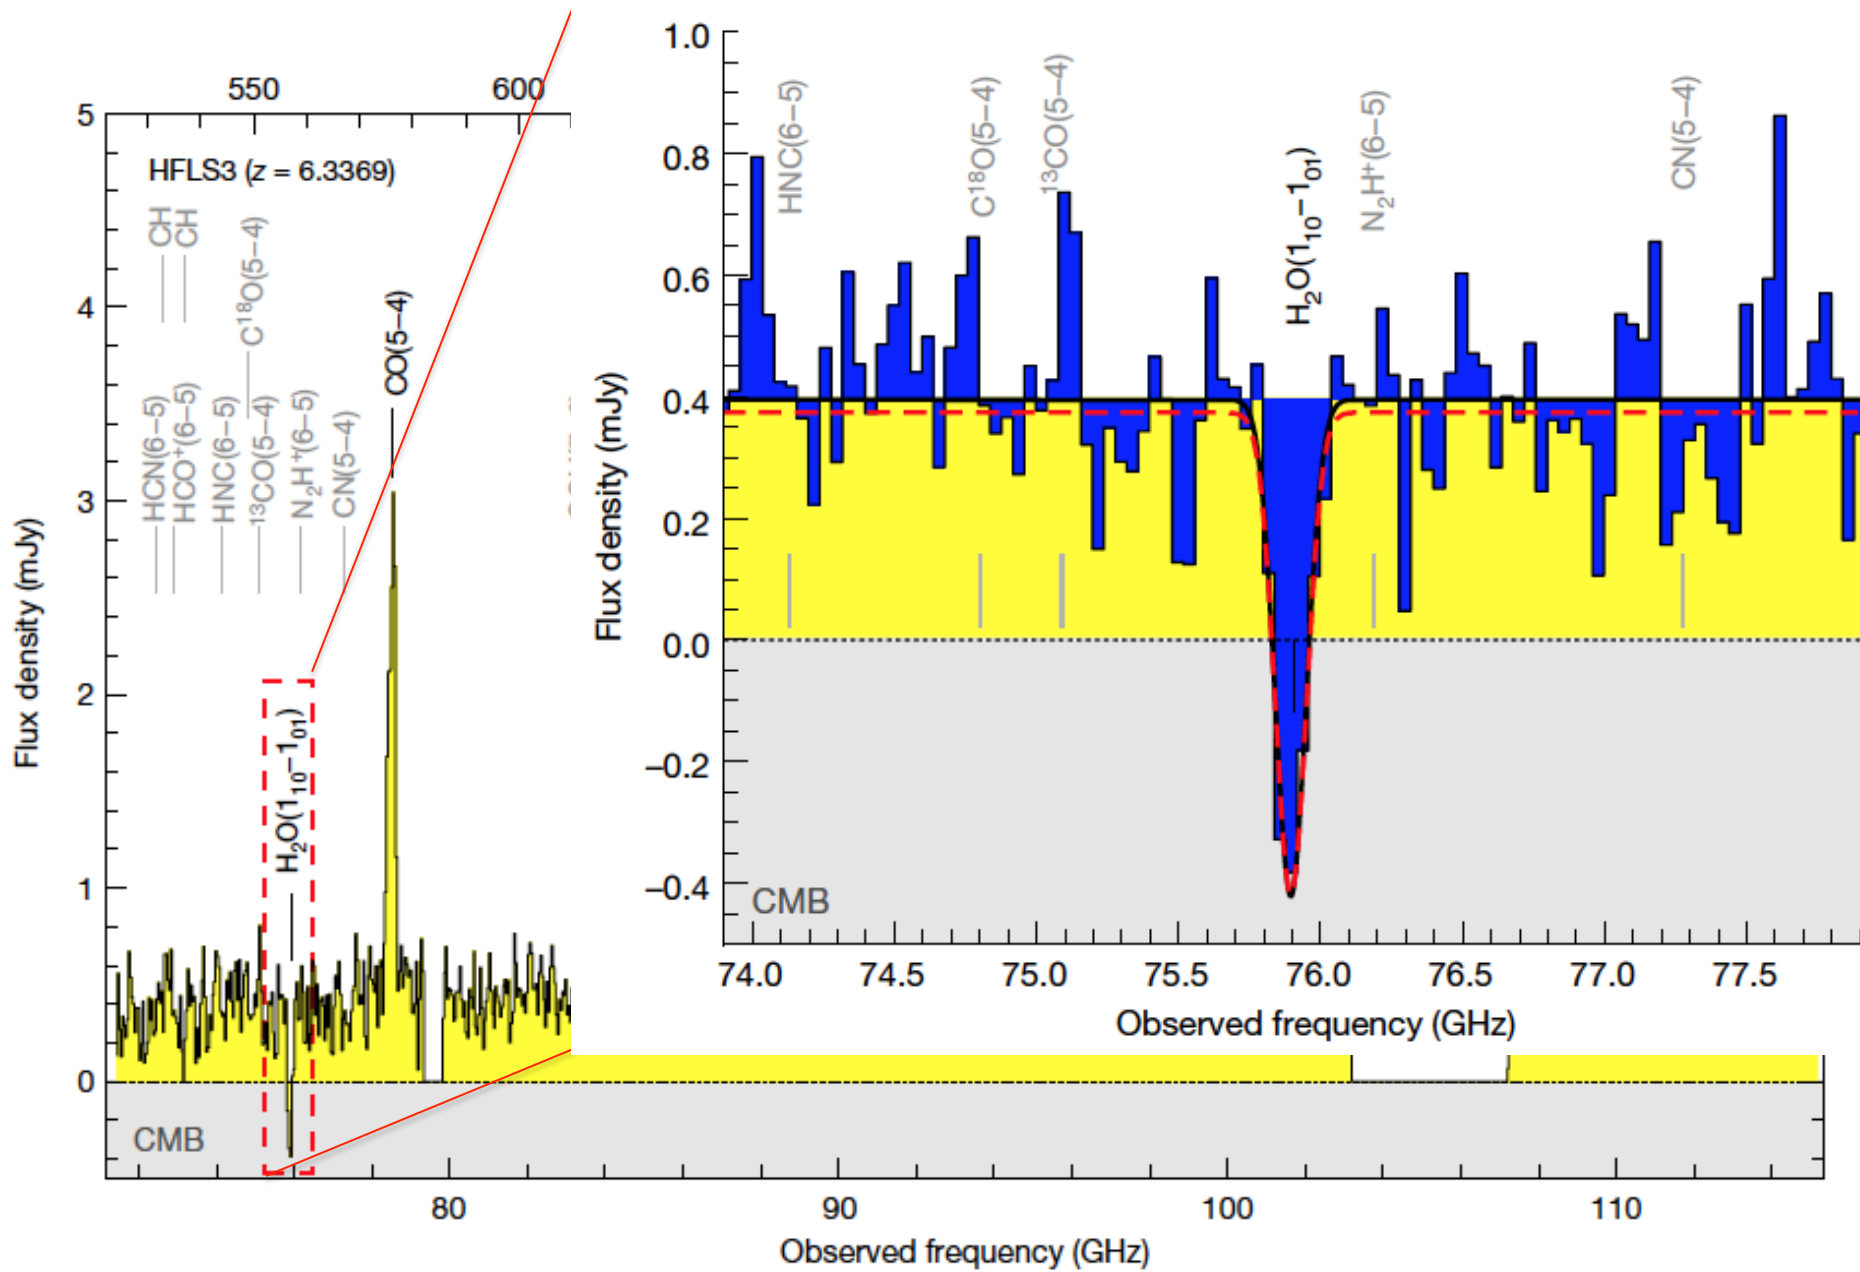 550 600
5
4
3
2
1
0
Flux density (mJy)
HFLS3 (z = 6.3369)
CH
CH
C¹⁸O(5–4)
HCN(6–5)
HCO⁺(6–5)
HNC(6–5)
¹³CO(5–4)
N₂H⁺(6–5)
CN(5–4)
CO(5–4)
H₂O(1₁₀–1₀₁)
CMB
80 90 100 110
Observed frequency (GHz)
1.0
0.8
0.6
0.4
0.2
0.0
–0.2
–0.4
Flux density (mJy)
HNC(6–5)
C¹⁸O(5–4)
¹³CO(5–4)
H₂O(1₁₀–1₀₁)
N₂H⁺(6–5)
CN(5–4)
CMB
74.0 74.5 75.0 75.5 76.0 76.5 77.0 77.5
Observed frequency (GHz)